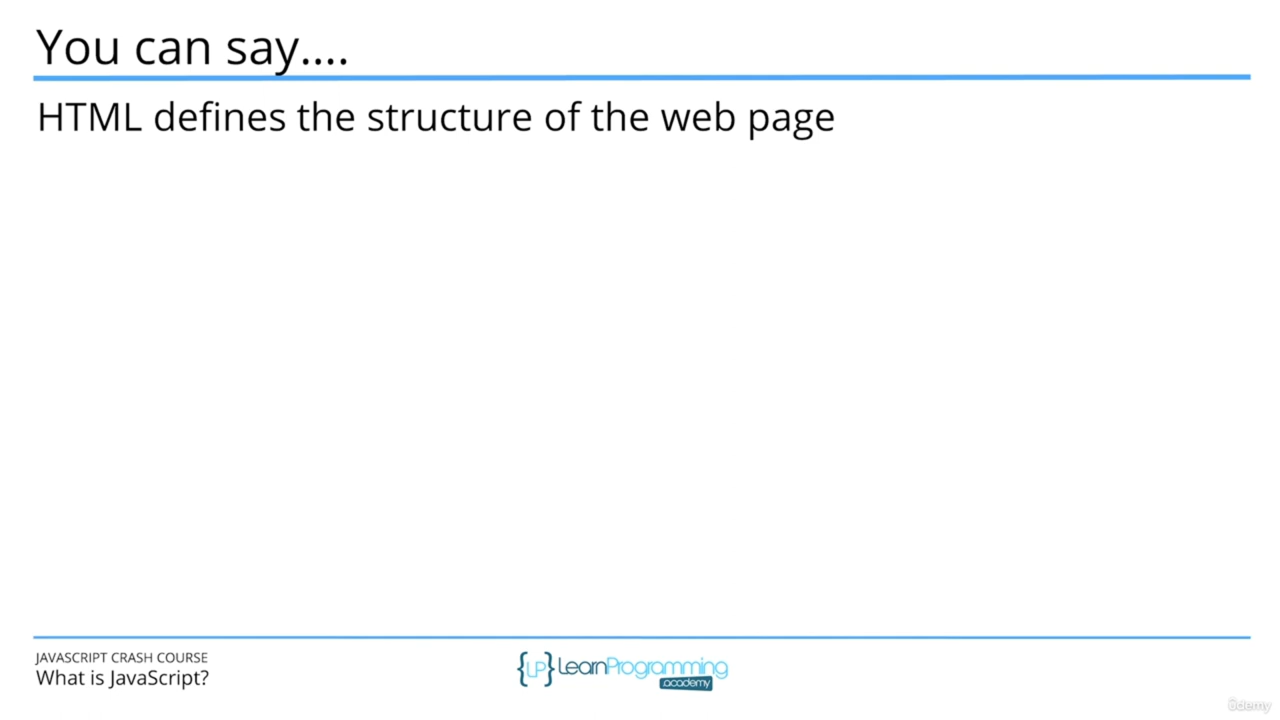 You can say....
HTML defines the structure of the web page
JAVASCRIPT CRASH COURSE
What is JavaScript?
{LP} LearnProgramming
.academy
ûdemy